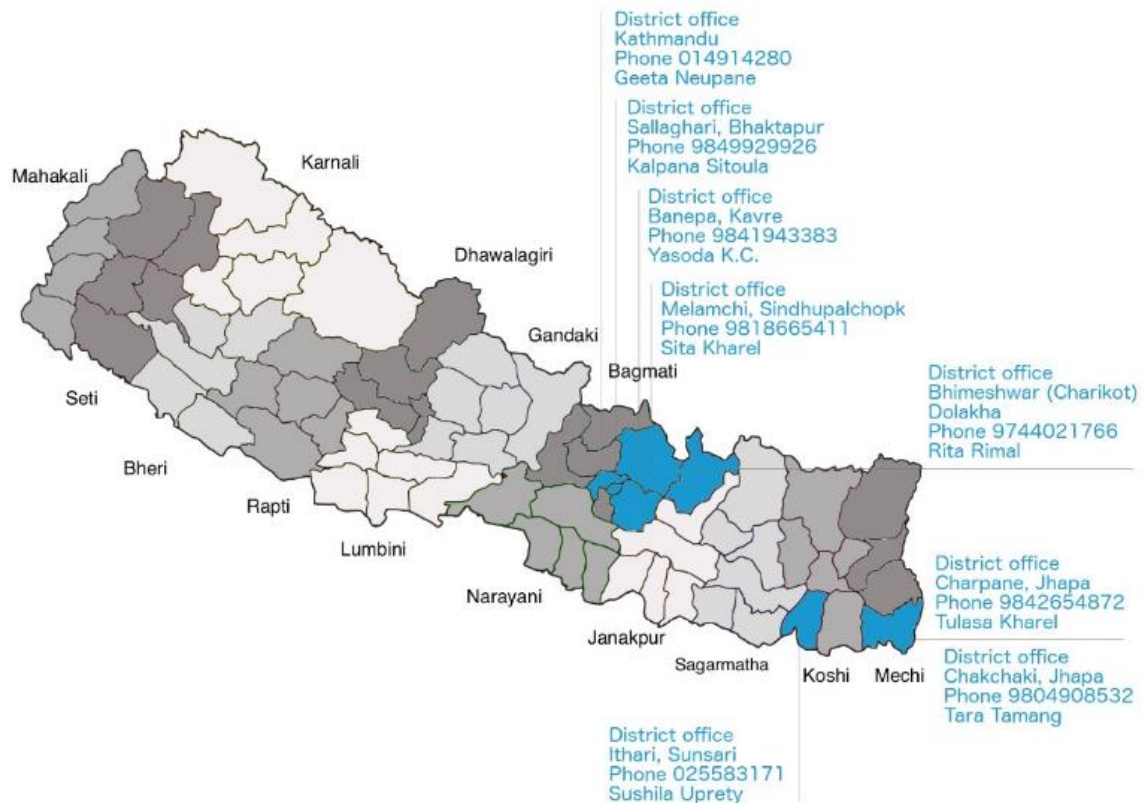 District office
Kathmandu
Phone 014914280
Geeta Neupane
District office
Sallaghari, Bhaktapur
Phone 9849929926
Kalpana Sitoula
District office
Banepa, Kavre
Phone 9841943383
Yasoda K.C.
District office
Melamchi, Sindhupalchopk
Phone 9818665411
Sita Kharel
District office
Bhimeshwar (Charikot)
Dolakha
Phone 9744021766
Rita Rimal
District office
Charpane, Jhapa
Phone 9842654872
Tulasa Kharel
District office
Chakchaki, Jhapa
Phone 9804908532
Tara Tamang
District office
Ithari, Sunsari
Phone 025583171
Sushila Uprety
Mahakali
Karnali
Dhawalagiri
Gandaki
Bagmati
Seti
Bheri
Rapti
Lumbini
Narayani
Janakpur
Sagarmatha
Koshi
Mechi